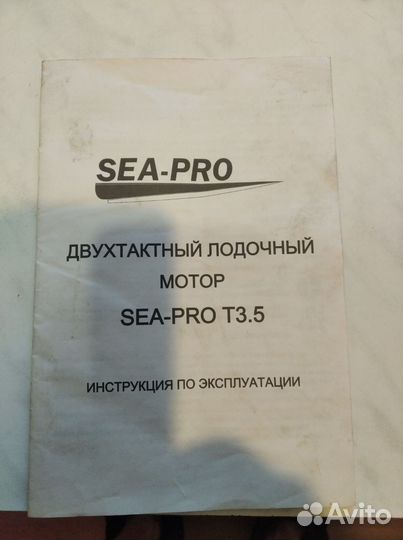 SEA-PRO
ДВУХТАКТНЫЙ ЛОДОЧНЫЙ
МОТОР
SEA-PRO T3.5
ИНСТРУКЦИЯ ПО ЭКСПЛУАТАЦИИ
Avito